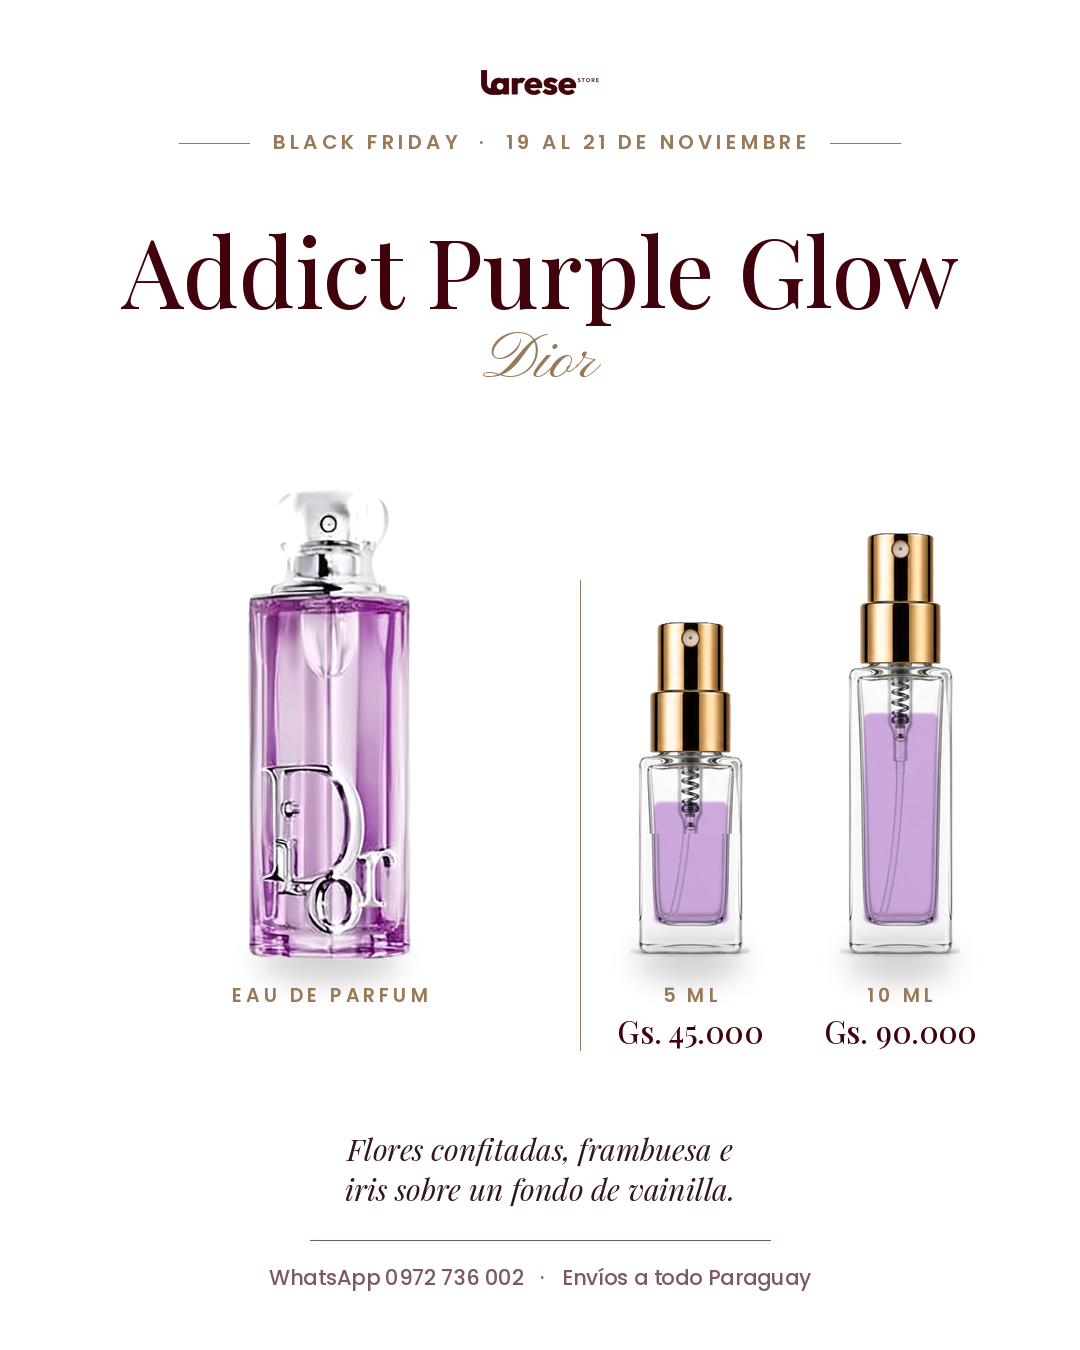 Larese STORE
BLACK FRIDAY · 19 AL 21 DE NOVIEMBRE
Addict Purple Glow
Dior
Dior
EAU DE PARFUM
5 ML
Gs. 45.000
10 ML
Gs. 90.000
Flores confitadas, frambuesa e
iris sobre un fondo de vainilla.
WhatsApp 0972 736 002 · Envíos a todo Paraguay